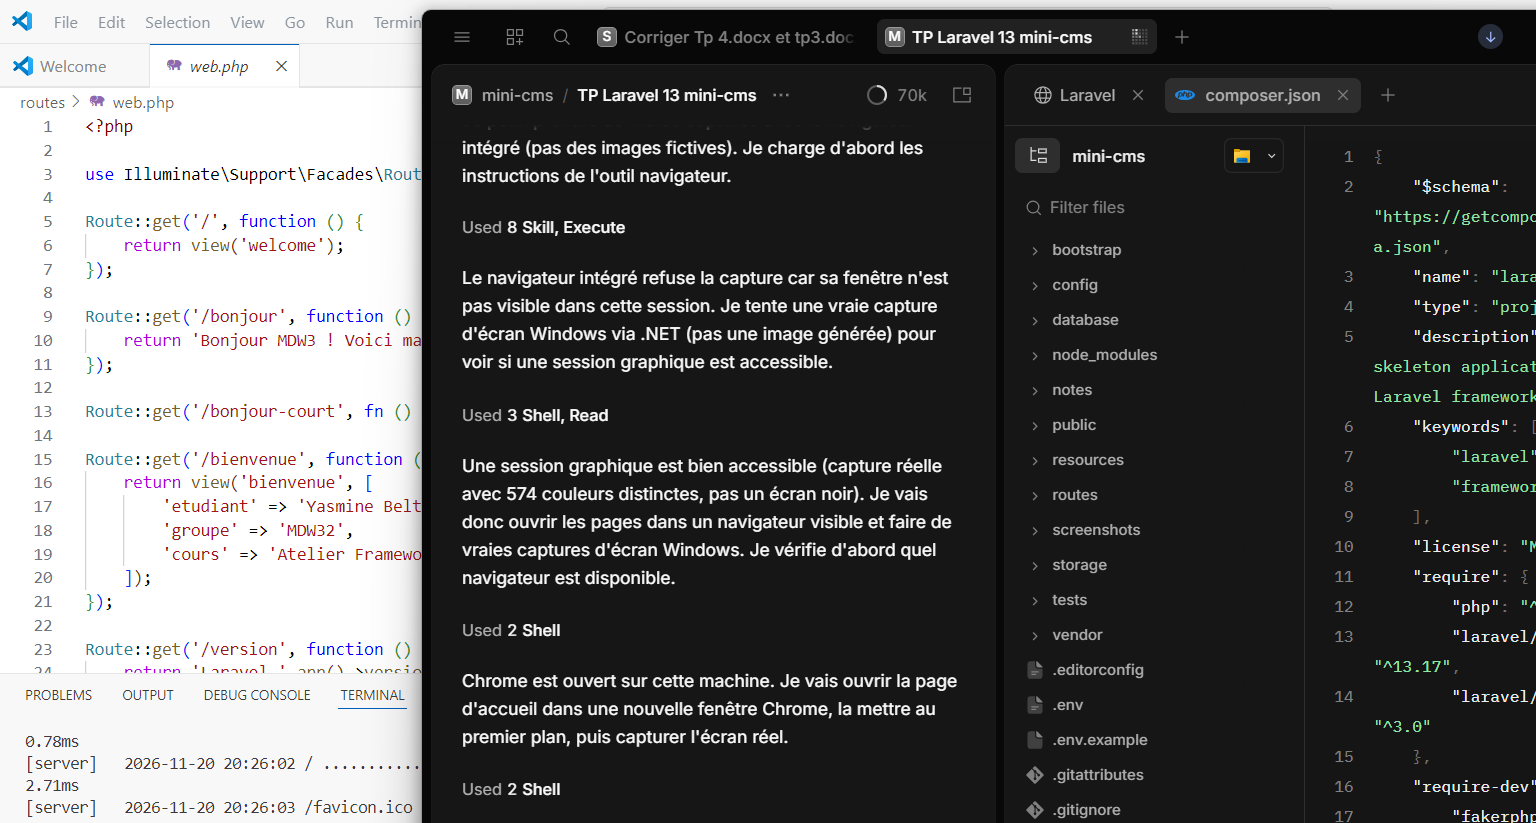 File Edit Selection View Go Run Termin
Welcome
web.php
routes > web.php
1 <?php
2
3 use Illuminate\Support\Facades\Rout
4
5 Route::get('/', function () {
6 return view('welcome');
7 });
8
9 Route::get('/bonjour', function ()
10 return 'Bonjour MDW3 ! Voici ma
11 });
12
13 Route::get('/bonjour-court', fn ()
14
15 Route::get('/bienvenue', function (
16 return view('bienvenue', [
17 'etudiant' => 'Yasmine Belt
18 'groupe' => 'MDW32',
19 'cours' => 'Atelier Framewo
20 ]);
21 });
22
23 Route::get('/version', function ()
24 return 'Laravel ' app()->versio
PROBLEMS OUTPUT DEBUG CONSOLE TERMINAL
0.78ms
[server] 2026-11-20 20:26:02 / ............
2.71ms
[server] 2026-11-20 20:26:03 /favicon.ico
S Corriger Tp 4.docx et tp3.doc
M TP Laravel 13 mini-cms
M mini-cms / TP Laravel 13 mini-cms ··· 70k
intégré (pas des images fictives). Je charge d'abord les
instructions de l'outil navigateur.
Used 8 Skill, Execute
Le navigateur intégré refuse la capture car sa fenêtre n'est
pas visible dans cette session. Je tente une vraie capture
d'écran Windows via .NET (pas une image générée) pour
voir si une session graphique est accessible.
Used 3 Shell, Read
Une session graphique est bien accessible (capture réelle
avec 574 couleurs distinctes, pas un écran noir). Je vais
donc ouvrir les pages dans un navigateur visible et faire de
vraies captures d'écran Windows. Je vérifie d'abord quel
navigateur est disponible.
Used 2 Shell
Chrome est ouvert sur cette machine. Je vais ouvrir la page
d'accueil dans une nouvelle fenêtre Chrome, la mettre au
premier plan, puis capturer l'écran réel.
Used 2 Shell
Laravel
php composer.json
mini-cms
Filter files
bootstrap
config
database
node_modules
notes
public
resources
routes
screenshots
storage
tests
vendor
.editorconfig
.env
.env.example
.gitattributes
.gitignore
1 {
2 "$schema":
"https://getcompo
a.json",
3 "name": "lara
4 "type": "proj
5 "description"
skeleton applicat
Laravel framework
6 "keywords": [
7 "laravel"
8 "framewor
9 ],
10 "license": "M
11 "require": {
12 "php": "^
13 "laravel/
"^13.17",
14 "laravel/
"^3.0"
15 },
16 "require-dev"
17 "fakerphp